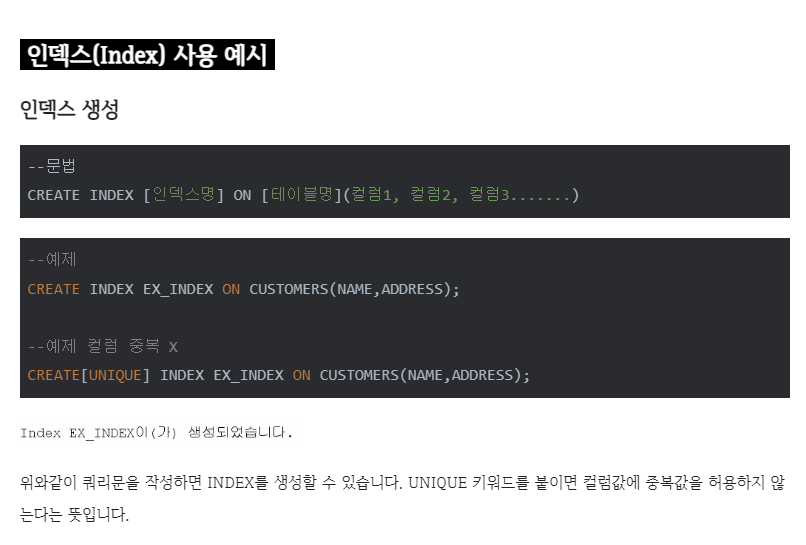 인덱스(Index) 사용 예시
인덱스 생성
--문법
CREATE INDEX [인덱스명] ON [테이블명](컬럼1, 컬럼2, 컬럼3.......)
--예제
CREATE INDEX EX_INDEX ON CUSTOMERS(NAME,ADDRESS);
--예제 컬럼 중복 X
CREATE[UNIQUE] INDEX EX_INDEX ON CUSTOMERS(NAME,ADDRESS);
Index EX_INDEX이(가) 생성되었습니다.
위와같이 쿼리문을 작성하면 INDEX를 생성할 수 있습니다. UNIQUE 키워드를 붙이면 컬럼값에 중복값을 허용하지 않
는다는 뜻입니다.